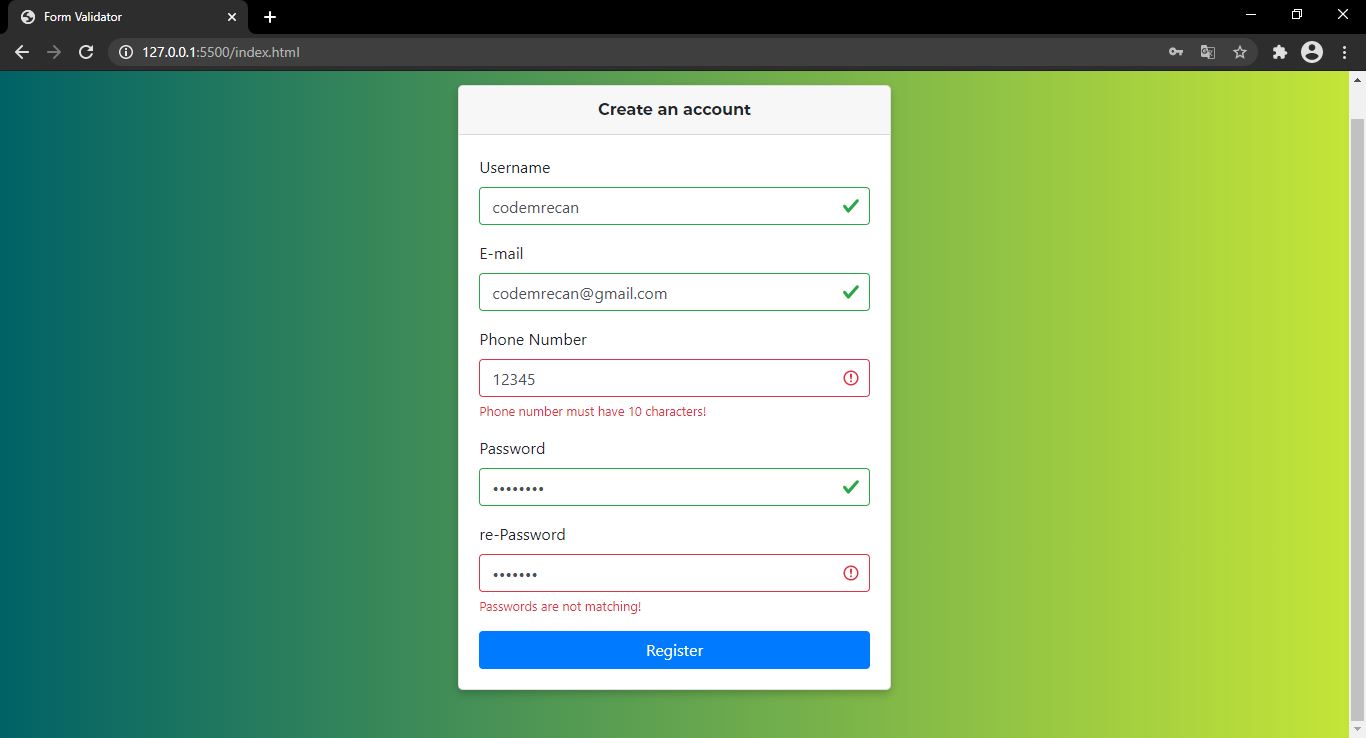 Form Validator
127.0.0.1:5500/index.html
Create an account
Username
codemrecan
E-mail
codemrecan@gmail.com
Phone Number
12345
Phone number must have 10 characters!
Password
••••••••
re-Password
•••••••
Passwords are not matching!
Register